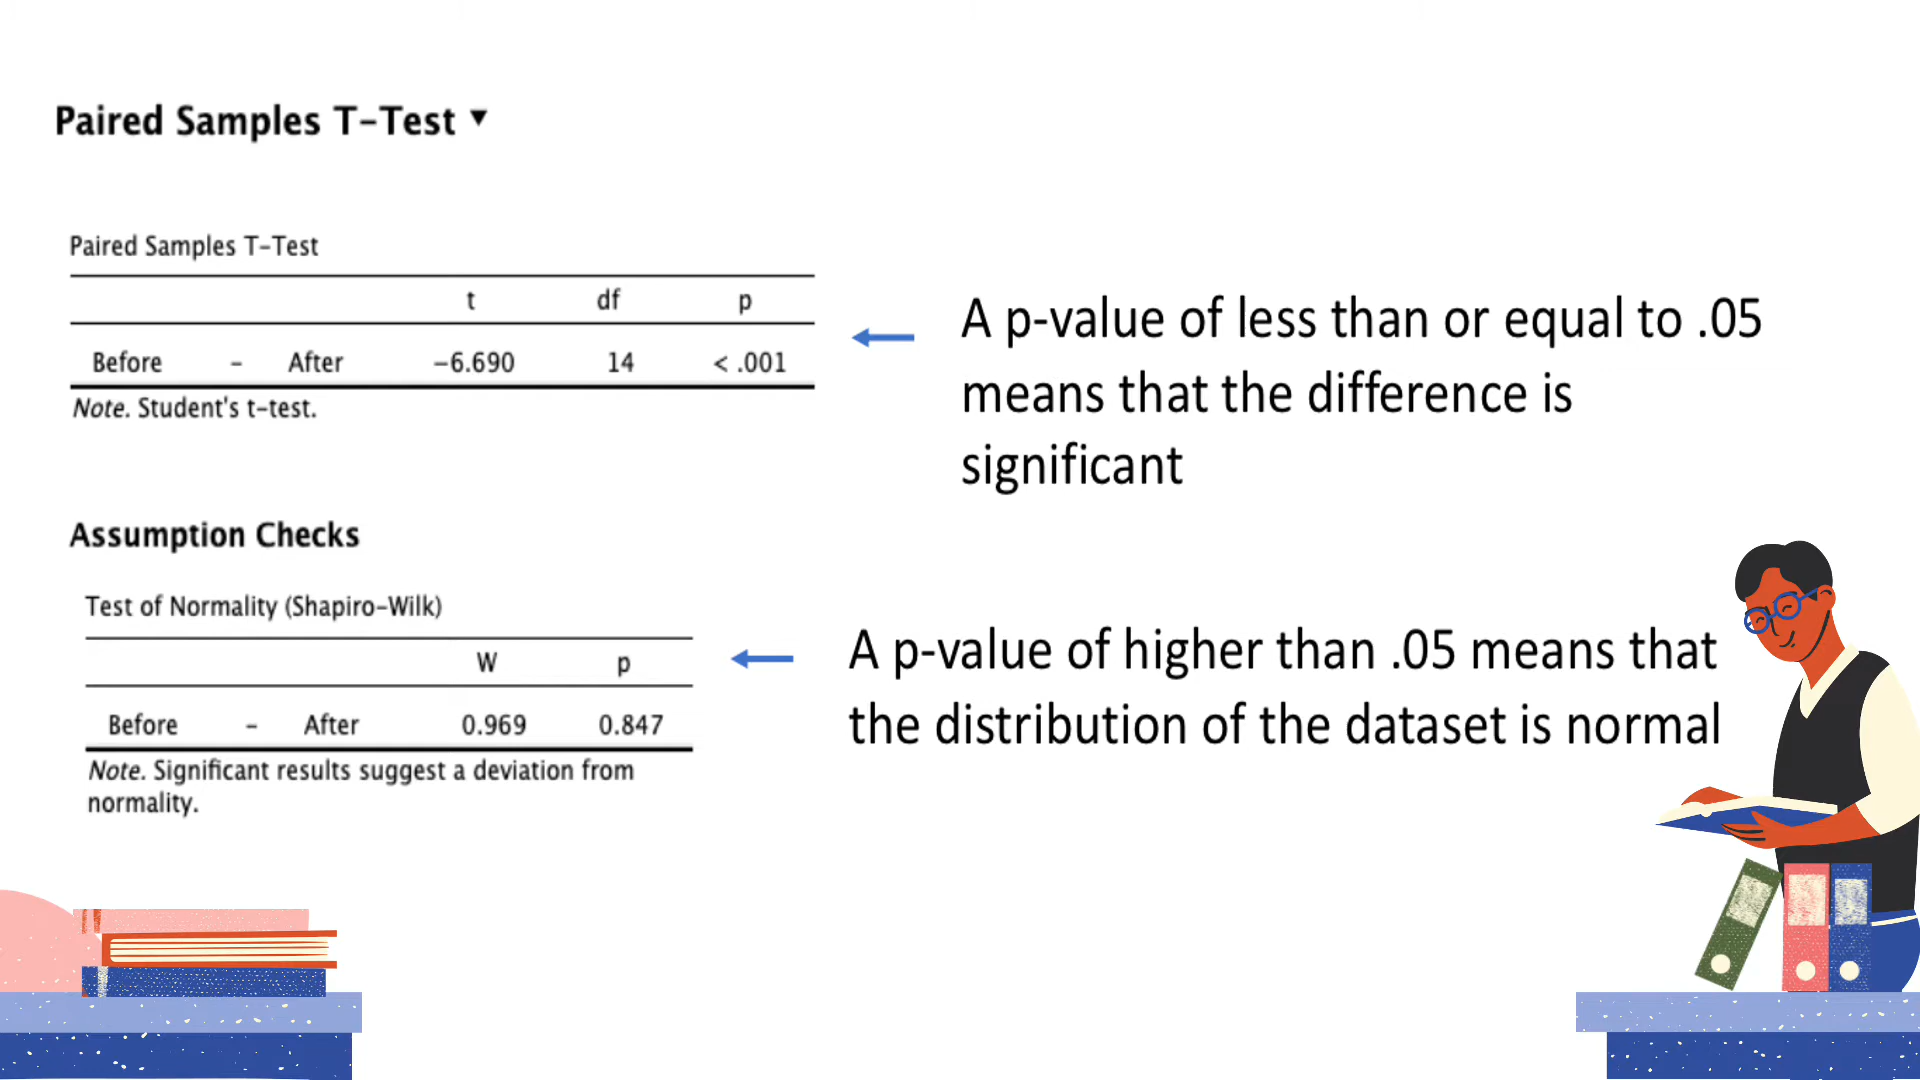 Paired Samples T-Test ▼
Paired Samples T-Test
t df p
Before - After -6.690 14 < .001
Note. Student's t-test.
A p-value of less than or equal to .05
means that the difference is
significant
Assumption Checks
Test of Normality (Shapiro-Wilk)
W p
Before - After 0.969 0.847
Note. Significant results suggest a deviation from
normality.
A p-value of higher than .05 means that
the distribution of the dataset is normal